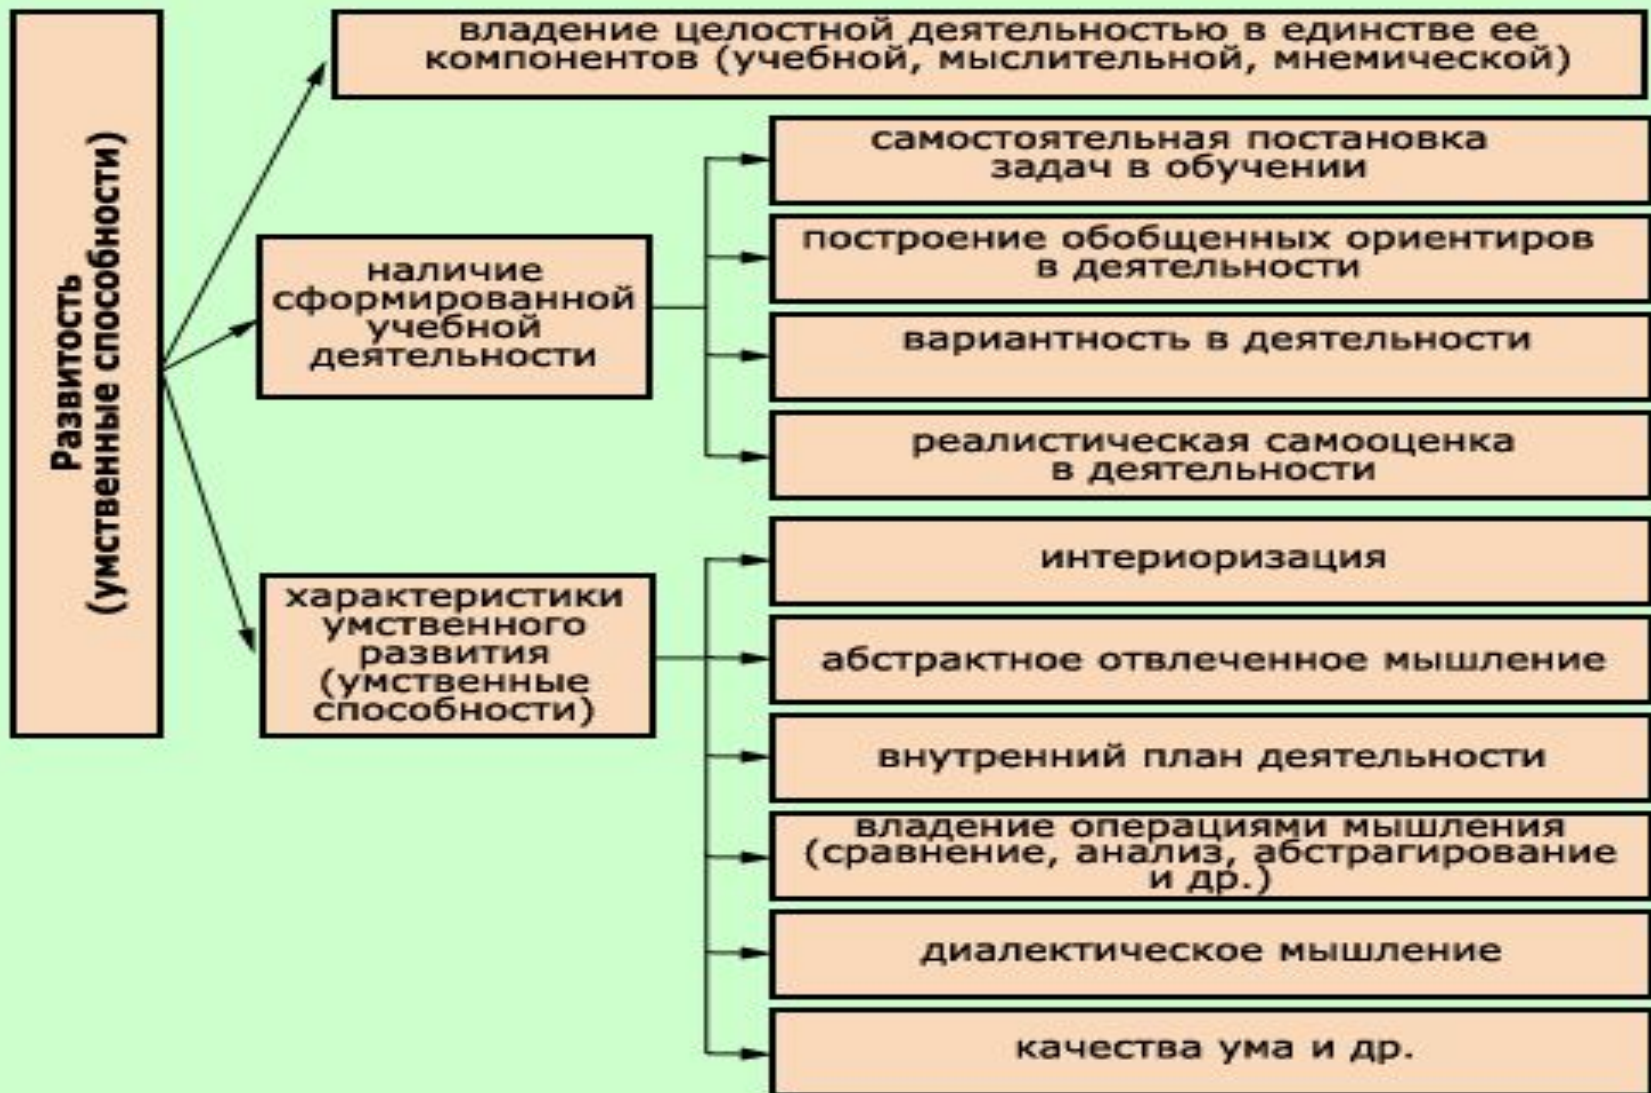 Развитость
(умственные способности)
владение целостной деятельностью в единстве ее
компонентов (учебной, мыслительной, мнемической)
наличие
сформированной
учебной
деятельности
самостоятельная постановка
задач в обучении
построение обобщенных ориентиров
в деятельности
вариантность в деятельности
реалистическая самооценка
в деятельности
характеристики
умственного
развития
(умственные
способности)
интериоризация
абстрактное отвлеченное мышление
внутренний план деятельности
владение операциями мышления
(сравнение, анализ, абстрагирование
и др.)
диалектическое мышление
качества ума и др.